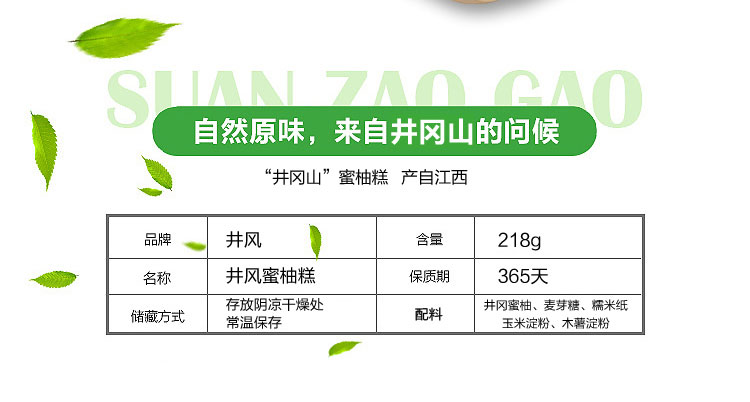 SUAN ZAO GAO
自然原味，来自井冈山的问候
“井冈山”蜜柚糕 产自江西
品牌 井风 含量 218g
名称 井风蜜柚糕 保质期 365天
储藏方式 存放阴凉干燥处 配料 井冈蜜柚、麦芽糖、糯米纸
常温保存 玉米淀粉、木薯淀粉